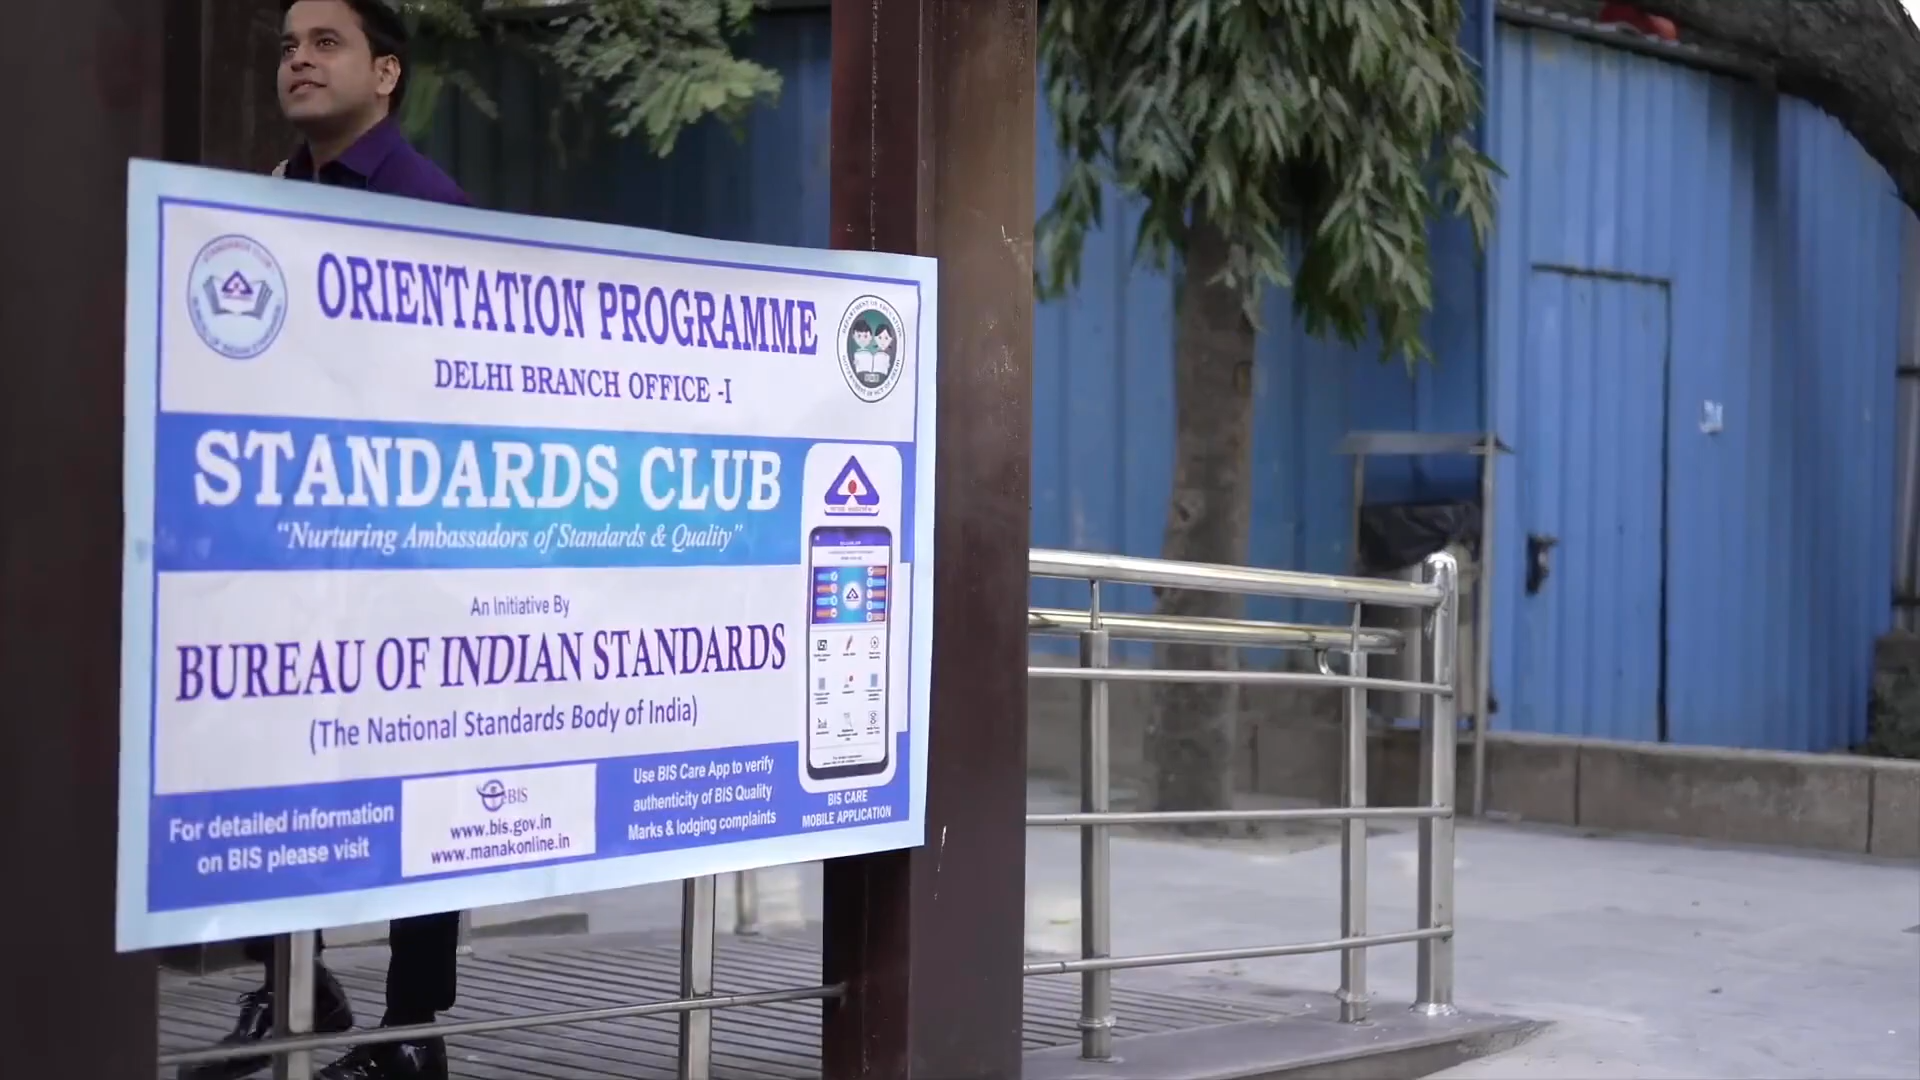 ORIENTATION PROGRAMME
DELHI BRANCH OFFICE -I
STANDARDS CLUB
"Nurturing Ambassadors of Standards & Quality"
An Initiative By
BUREAU OF INDIAN STANDARDS
(The National Standards Body of India)
For detailed information
on BIS please visit
eBIS
www.bis.gov.in
www.manakonline.in
Use BIS Care App to verify
authenticity of BIS Quality
Marks & lodging complaints
BIS CARE
MOBILE APPLICATION